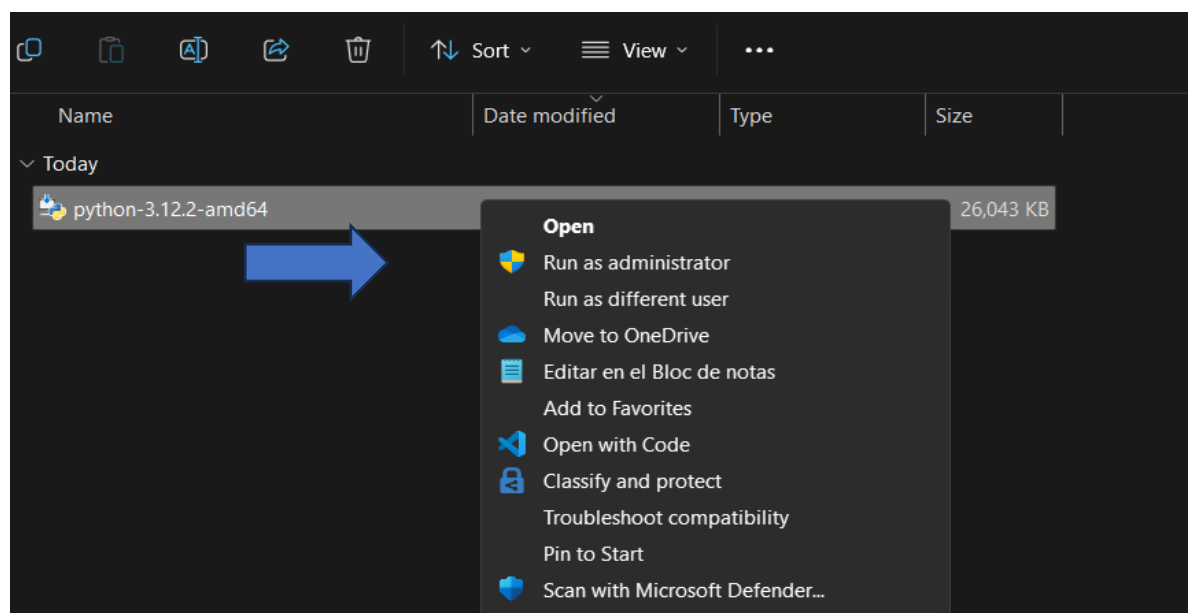 Sort View
Name Date modified Type Size
Today
python-3.12.2-amd64 26,043 KB
Open
Run as administrator
Run as different user
Move to OneDrive
Editar en el Bloc de notas
Add to Favorites
Open with Code
Classify and protect
Troubleshoot compatibility
Pin to Start
Scan with Microsoft Defender...